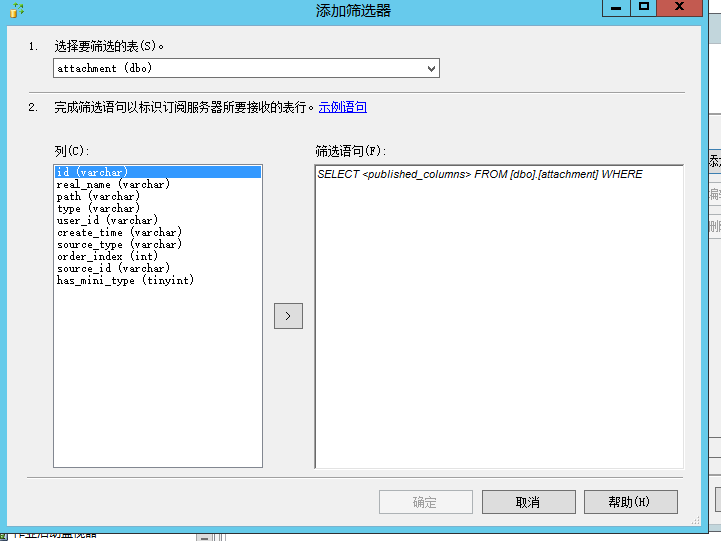 添加筛选器
1. 选择要筛选的表(S)。
attachment (dbo)
2. 完成筛选语句以标识订阅服务器所要接收的表行。示例语句
列(C):
id (varchar)
real_name (varchar)
path (varchar)
type (varchar)
user_id (varchar)
create_time (varchar)
source_type (varchar)
order_index (int)
source_id (varchar)
has_mini_type (tinyint)
>
筛选语句(F):
SELECT <published_columns> FROM [dbo].[attachment] WHERE
确定
取消
帮助(H)